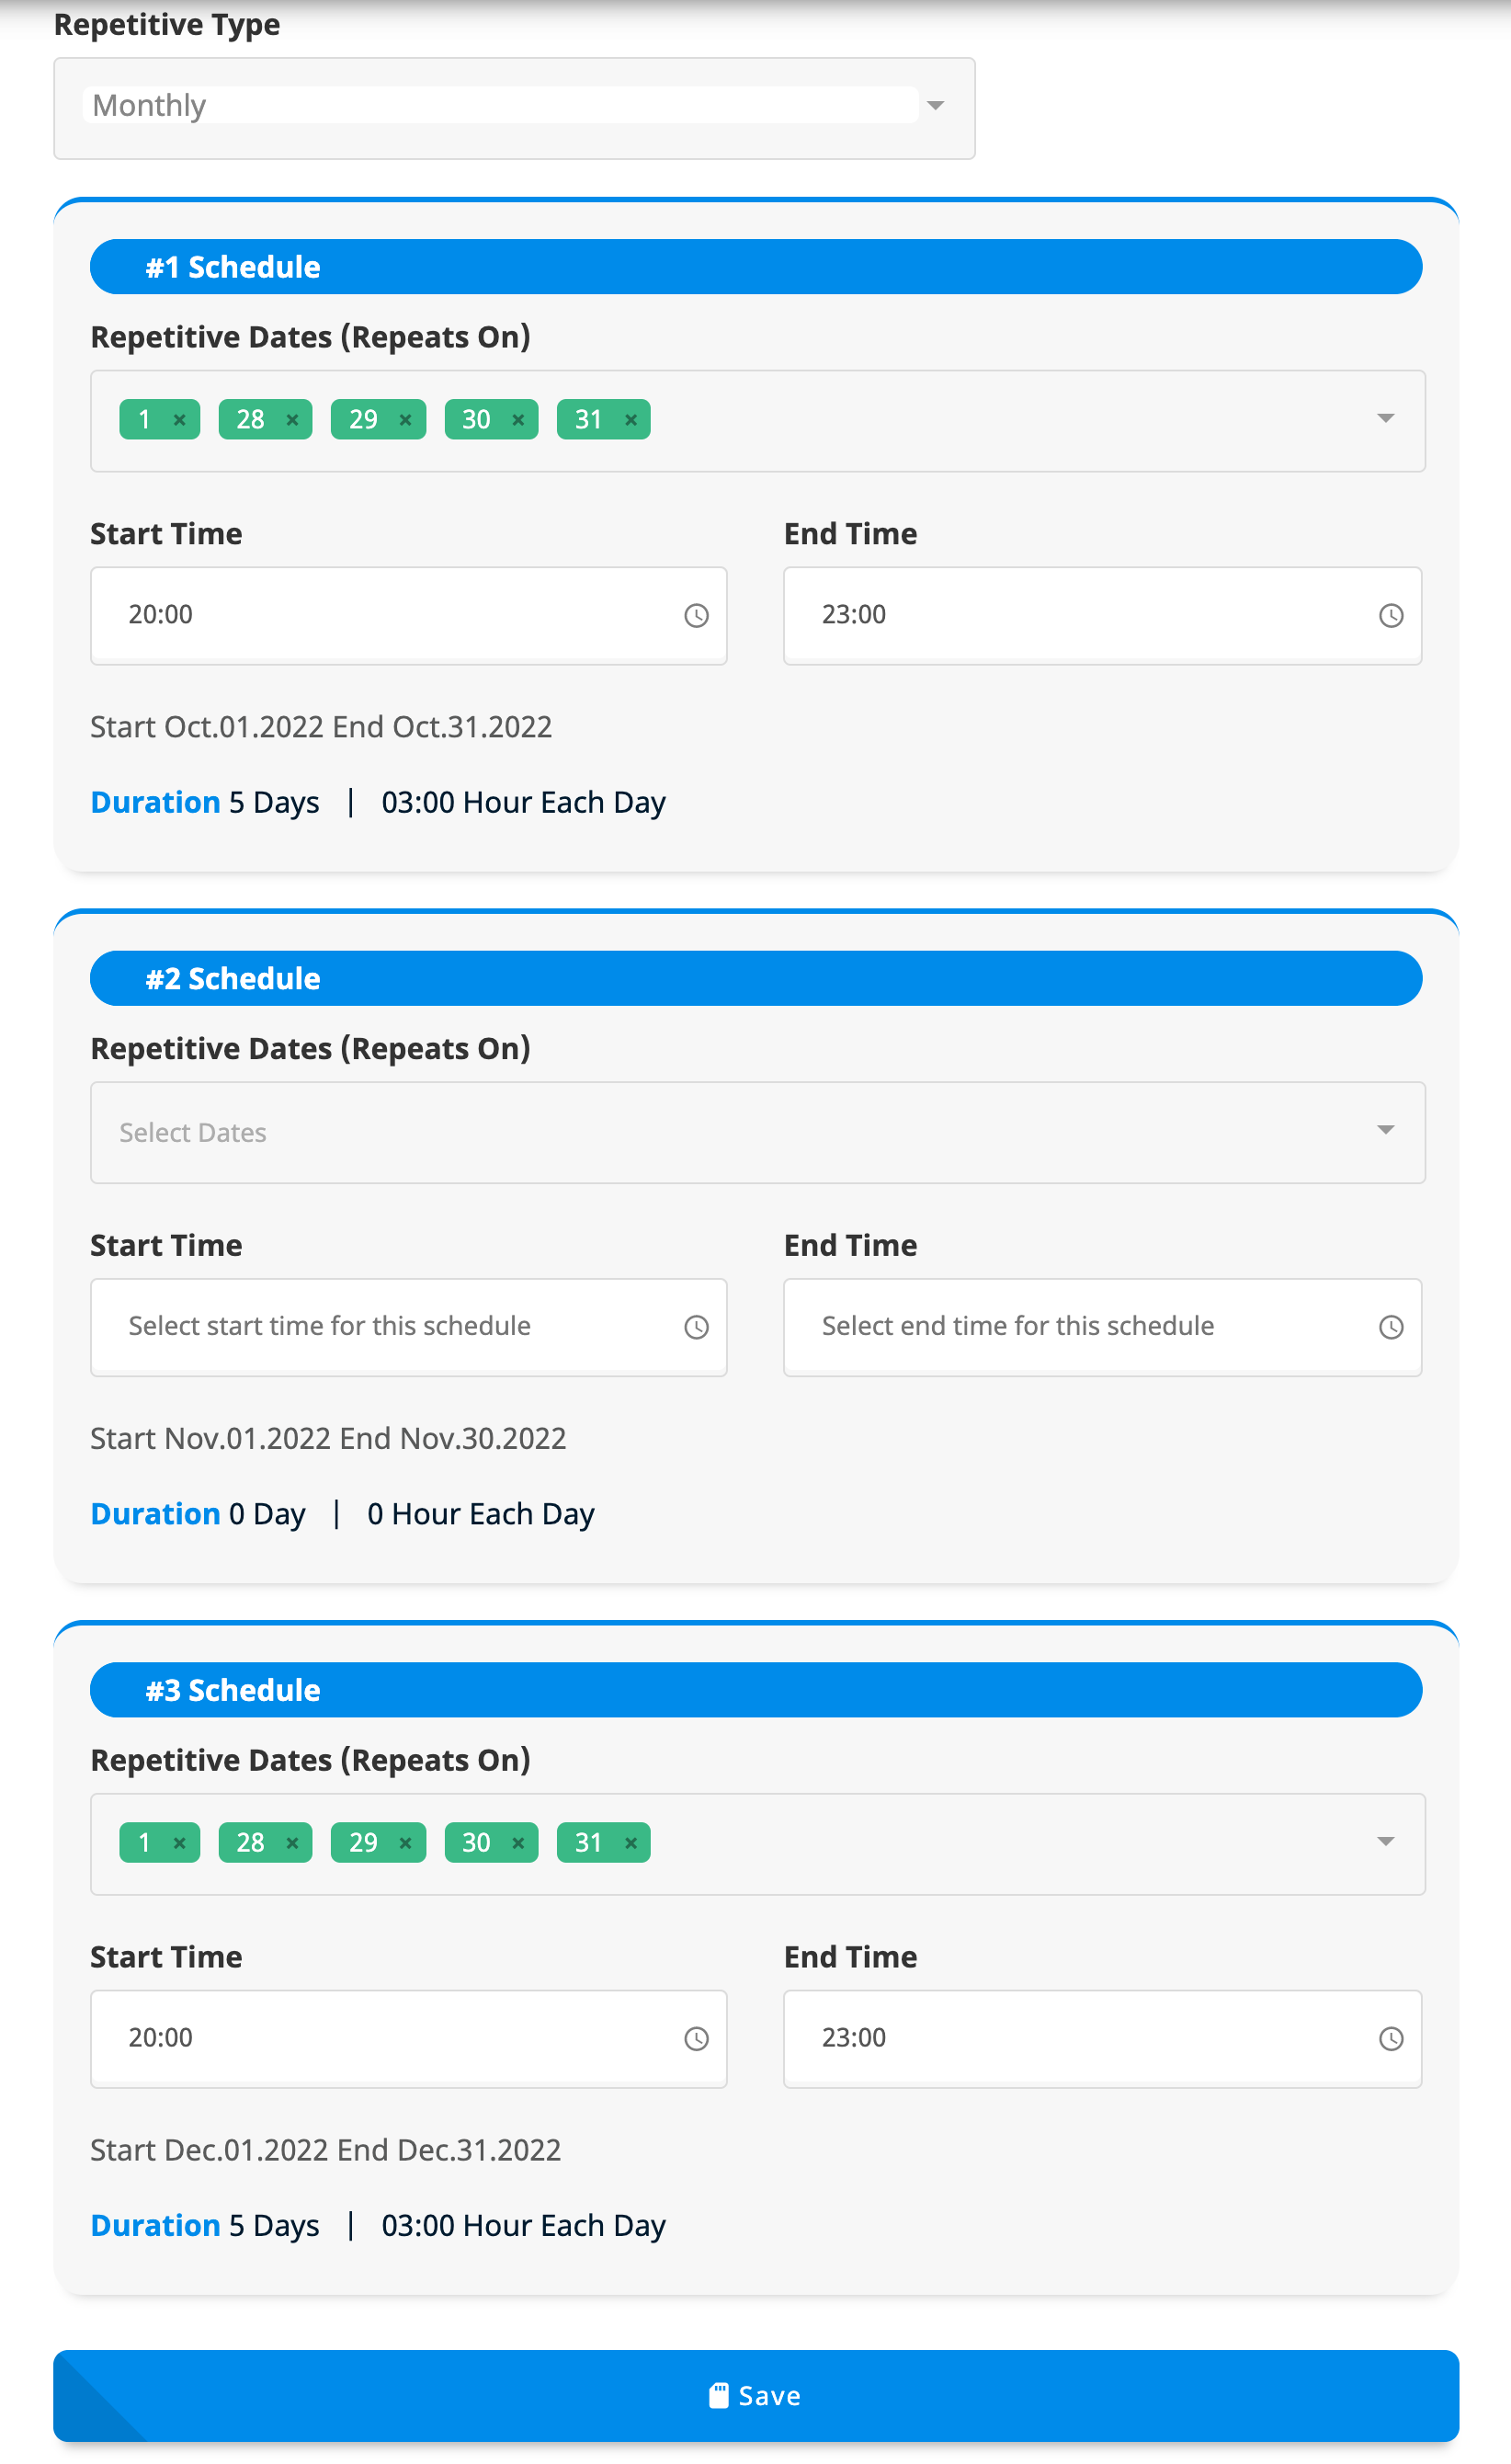 Repetitive Type
Monthly
#1 Schedule
Repetitive Dates (Repeats On)
1 × 28 × 29 × 30 × 31 ×
Start Time End Time
20:00 23:00
Start Oct.01.2022 End Oct.31.2022
Duration 5 Days | 03:00 Hour Each Day
#2 Schedule
Repetitive Dates (Repeats On)
Select Dates
Start Time End Time
Select start time for this schedule Select end time for this schedule
Start Nov.01.2022 End Nov.30.2022
Duration 0 Day | 0 Hour Each Day
#3 Schedule
Repetitive Dates (Repeats On)
1 × 28 × 29 × 30 × 31 ×
Start Time End Time
20:00 23:00
Start Dec.01.2022 End Dec.31.2022
Duration 5 Days | 03:00 Hour Each Day
Save